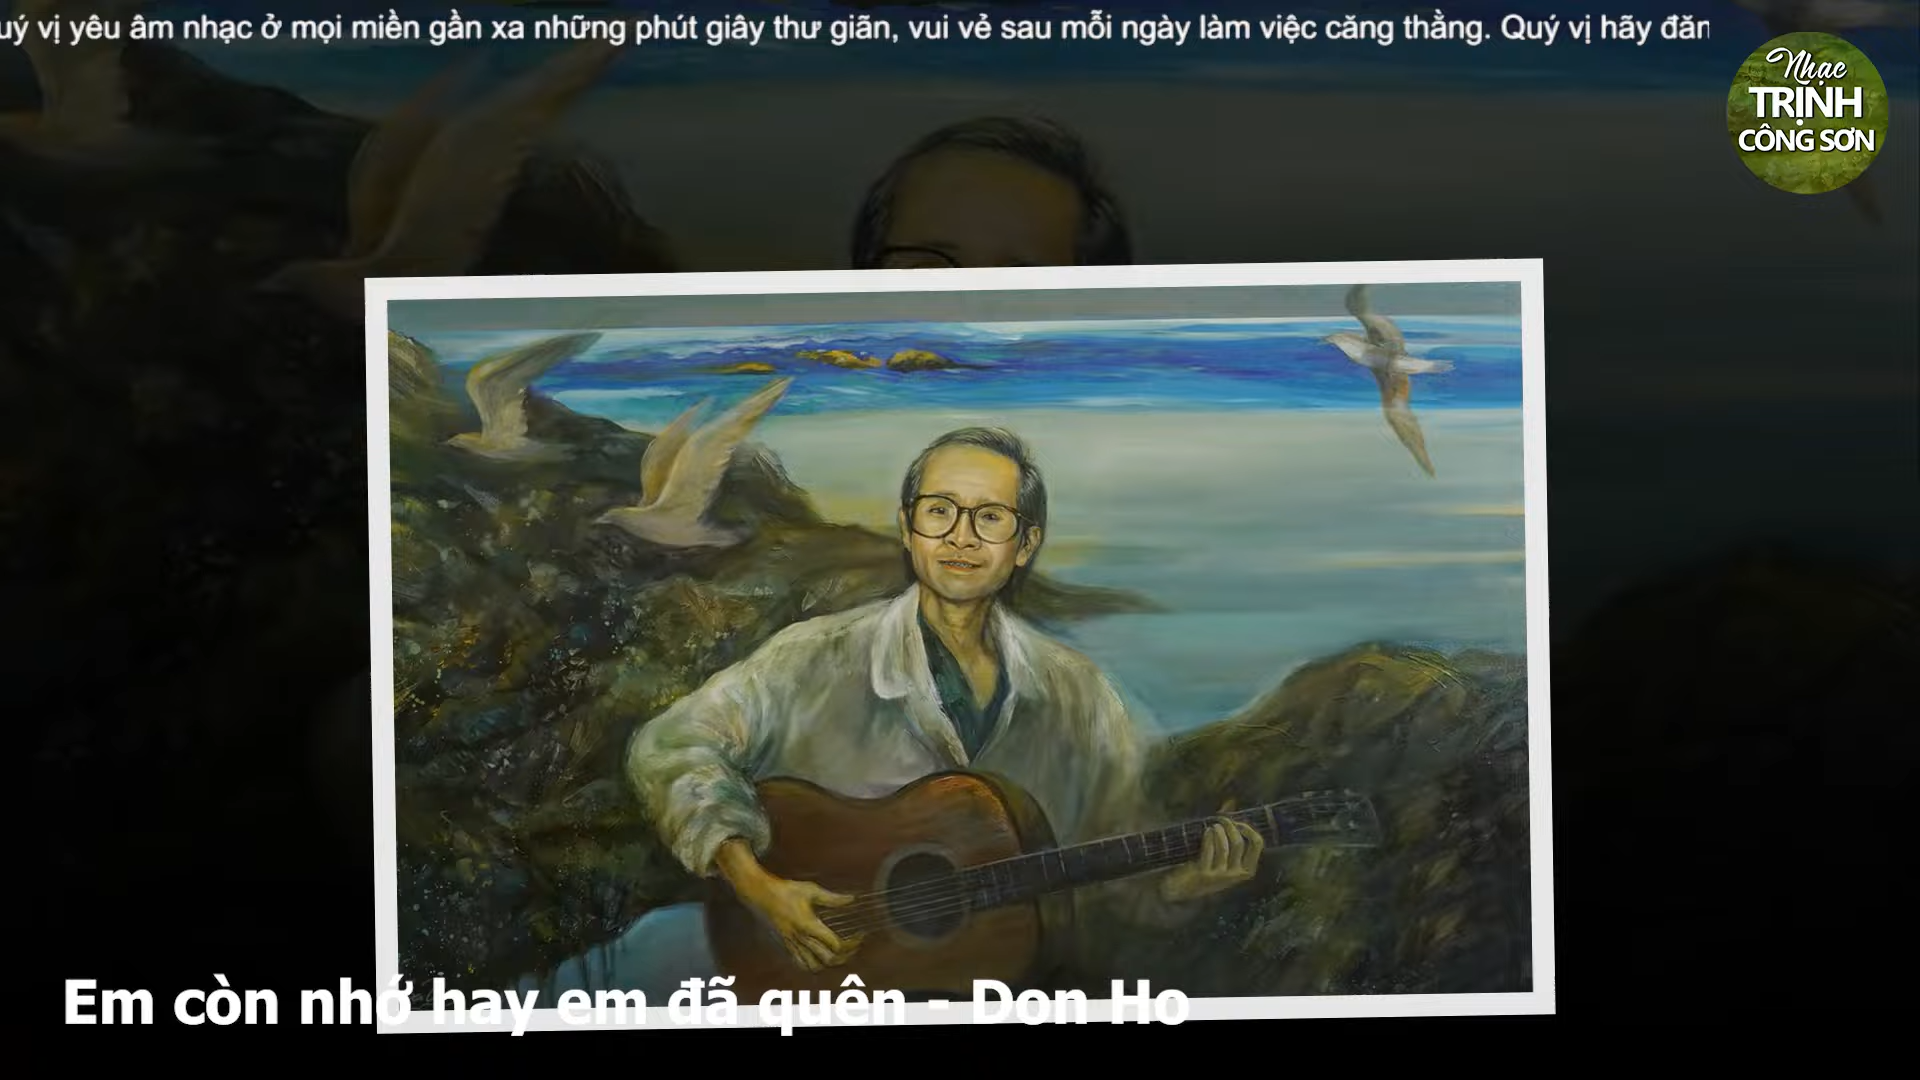 uý vị yêu âm nhạc ở mọi miền gần xa những phút giây thư giãn, vui vẻ sau mỗi ngày làm việc căng thẳng. Quý vị hãy đăn
Nhạc
TRỊNH
CÔNG SƠN
Em còn nhớ hay em đã quên - Don Ho